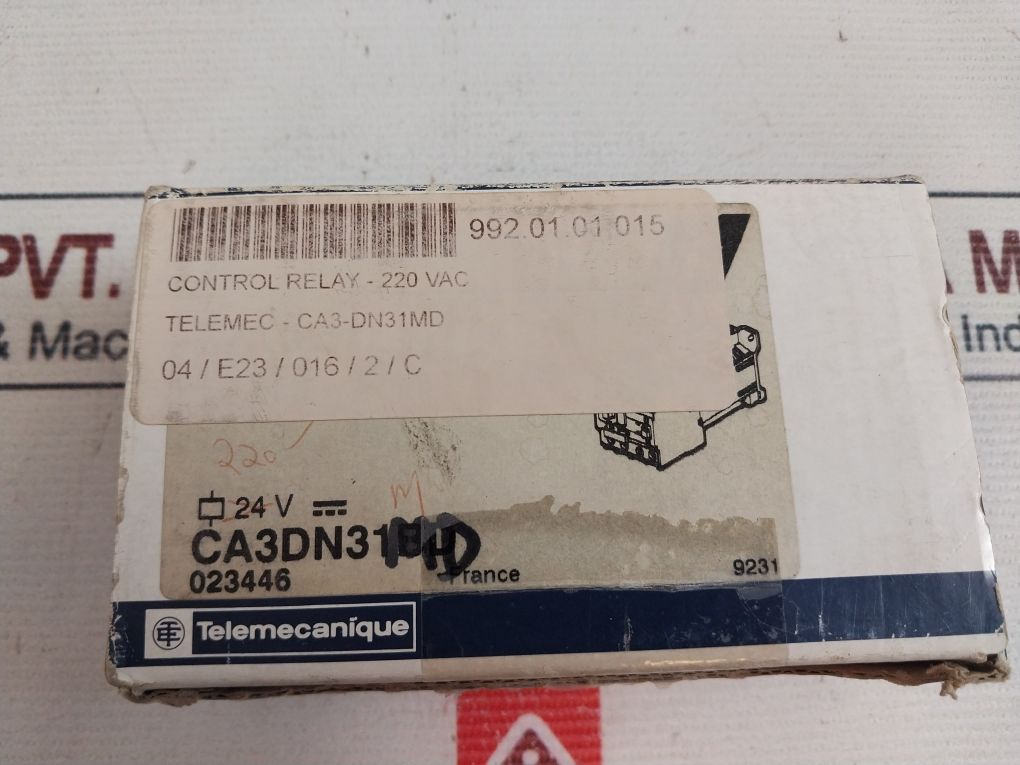 992.01.01.015
CONTROL RELAY - 220 VAC
TELEMEC - CA3-DN31MD
04 / E23 / 016 / 2 / C
PVT.
& Mac
M
Ind
220
M
24 V
CA3DN31MD
023446
France
9231
Telemecanique